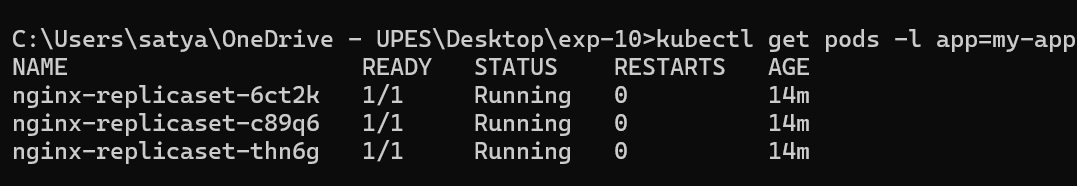 C:\Users\satya\OneDrive - UPES\Desktop\exp-10>kubectl get pods -l app=my-app
NAME READY STATUS RESTARTS AGE
nginx-replicaset-6ct2k 1/1 Running 0 14m
nginx-replicaset-c89q6 1/1 Running 0 14m
nginx-replicaset-thn6g 1/1 Running 0 14m